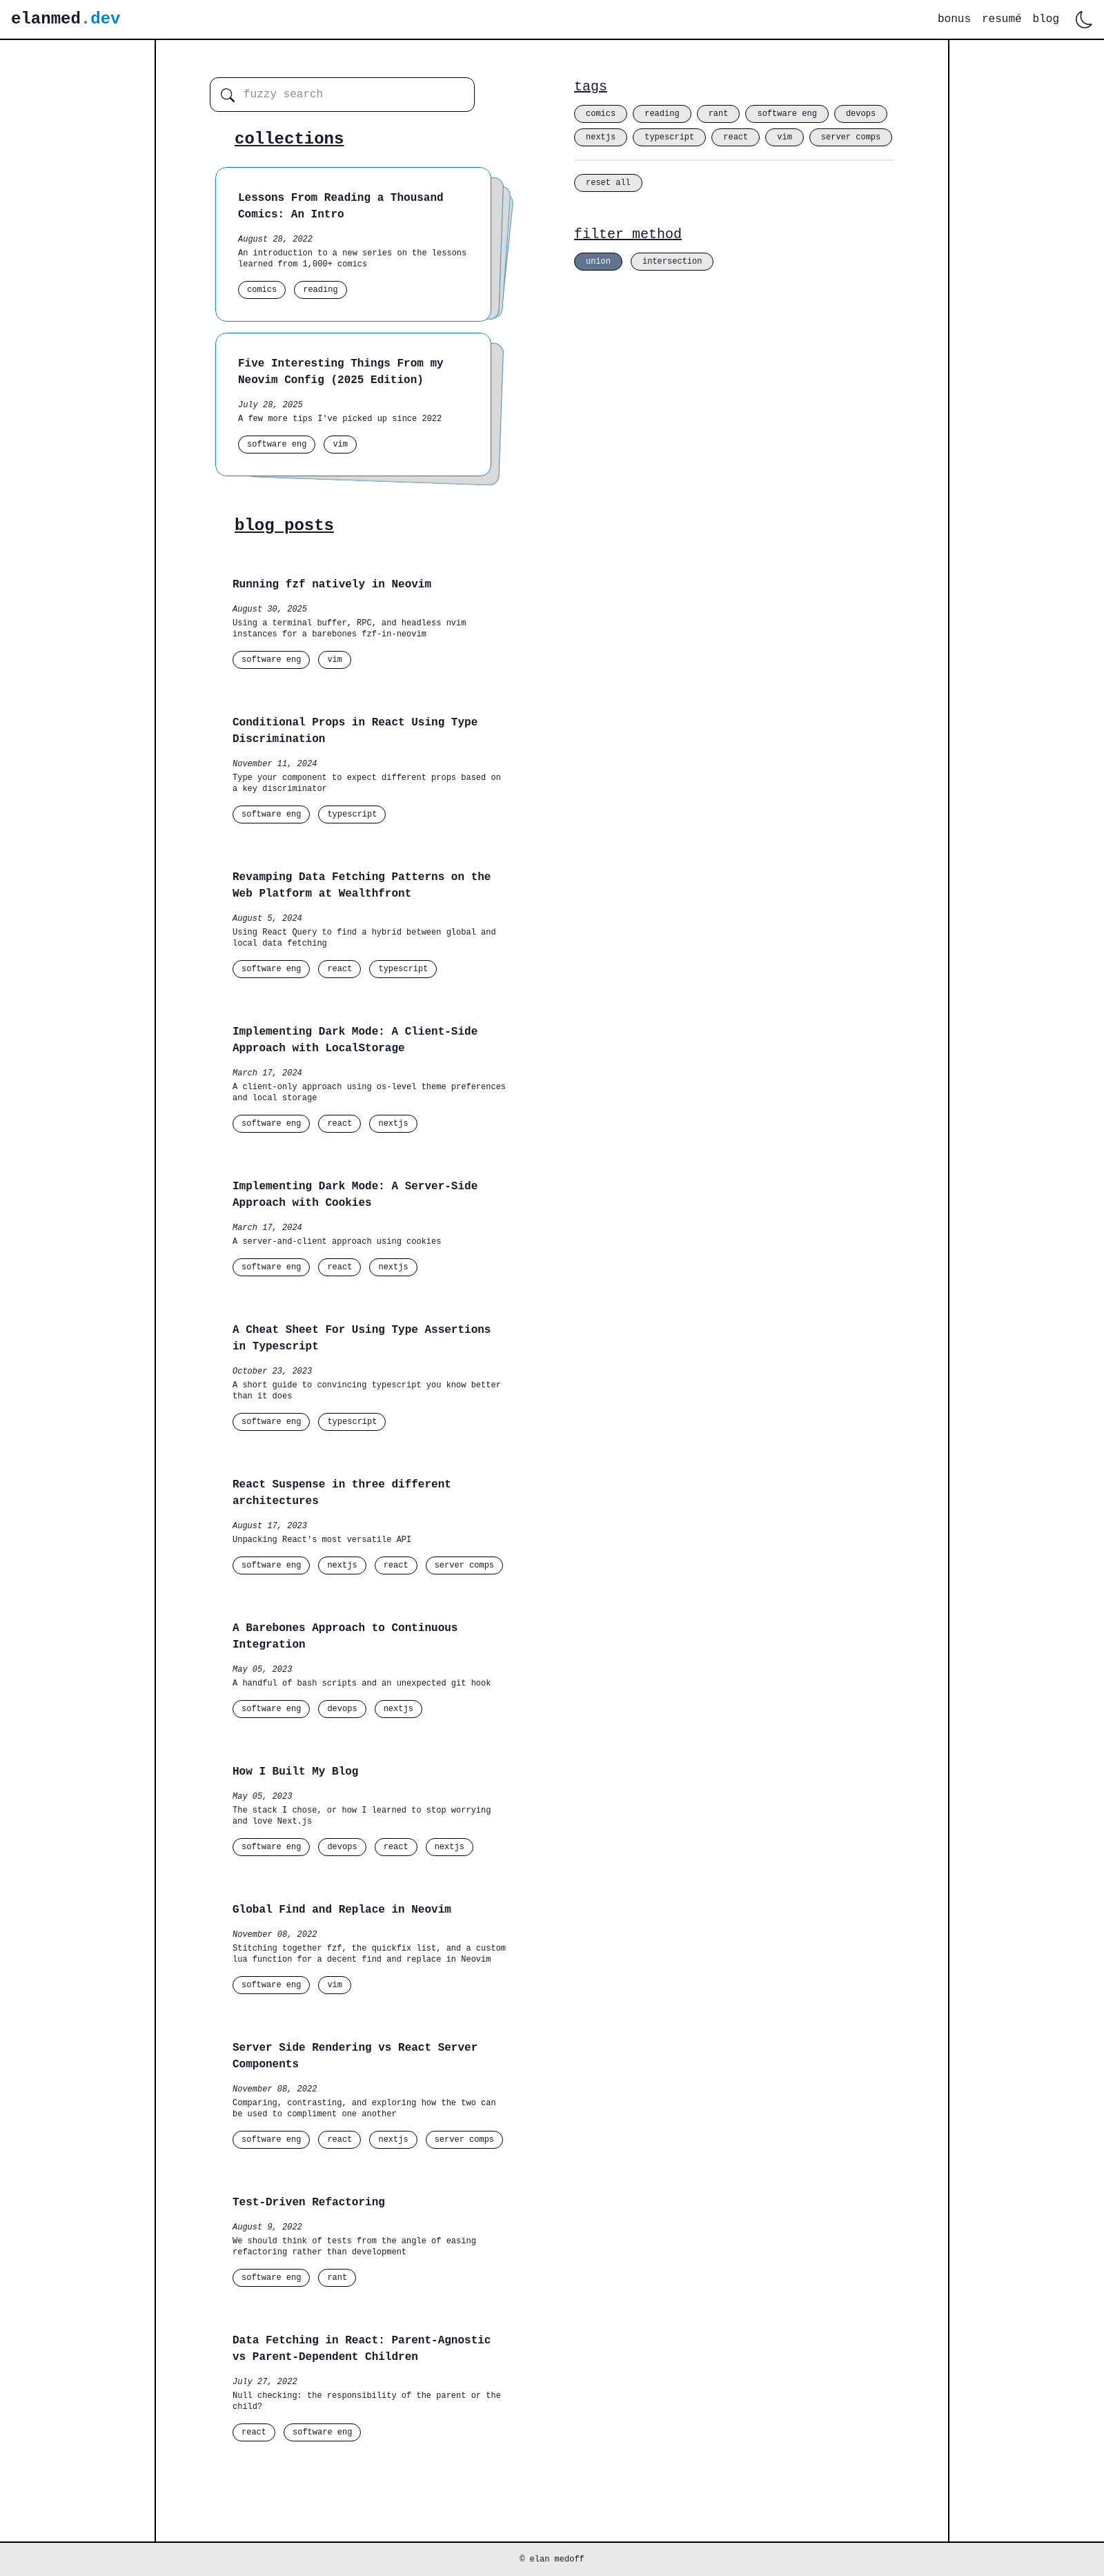 elanmed.dev
bonus resumé blog
fuzzy search
collections
Lessons From Reading a Thousand
Comics: An Intro
August 28, 2022
An introduction to a new series on the lessons
learned from 1,000+ comics
comics reading
Five Interesting Things From my
Neovim Config (2025 Edition)
July 28, 2025
A few more tips I've picked up since 2022
software eng vim
blog posts
Running fzf natively in Neovim
August 30, 2025
Using a terminal buffer, RPC, and headless nvim
instances for a barebones fzf-in-neovim
software eng vim
Conditional Props in React Using Type
Discrimination
November 11, 2024
Type your component to expect different props based on
a key discriminator
software eng typescript
Revamping Data Fetching Patterns on the
Web Platform at Wealthfront
August 5, 2024
Using React Query to find a hybrid between global and
local data fetching
software eng react typescript
Implementing Dark Mode: A Client-Side
Approach with LocalStorage
March 17, 2024
A client-only approach using os-level theme preferences
and local storage
software eng react nextjs
Implementing Dark Mode: A Server-Side
Approach with Cookies
March 17, 2024
A server-and-client approach using cookies
software eng react nextjs
A Cheat Sheet For Using Type Assertions
in Typescript
October 23, 2023
A short guide to convincing typescript you know better
than it does
software eng typescript
React Suspense in three different
architectures
August 17, 2023
Unpacking React's most versatile API
software eng nextjs react server comps
A Barebones Approach to Continuous
Integration
May 05, 2023
A handful of bash scripts and an unexpected git hook
software eng devops nextjs
How I Built My Blog
May 05, 2023
The stack I chose, or how I learned to stop worrying
and love Next.js
software eng devops react nextjs
Global Find and Replace in Neovim
November 08, 2022
Stitching together fzf, the quickfix list, and a custom
lua function for a decent find and replace in Neovim
software eng vim
Server Side Rendering vs React Server
Components
November 08, 2022
Comparing, contrasting, and exploring how the two can
be used to compliment one another
software eng react nextjs server comps
Test-Driven Refactoring
August 9, 2022
We should think of tests from the angle of easing
refactoring rather than development
software eng rant
Data Fetching in React: Parent-Agnostic
vs Parent-Dependent Children
July 27, 2022
Null checking: the responsibility of the parent or the
child?
react software eng
tags
comics reading rant software eng devops
nextjs typescript react vim server comps
reset all
filter method
union intersection
© elan medoff